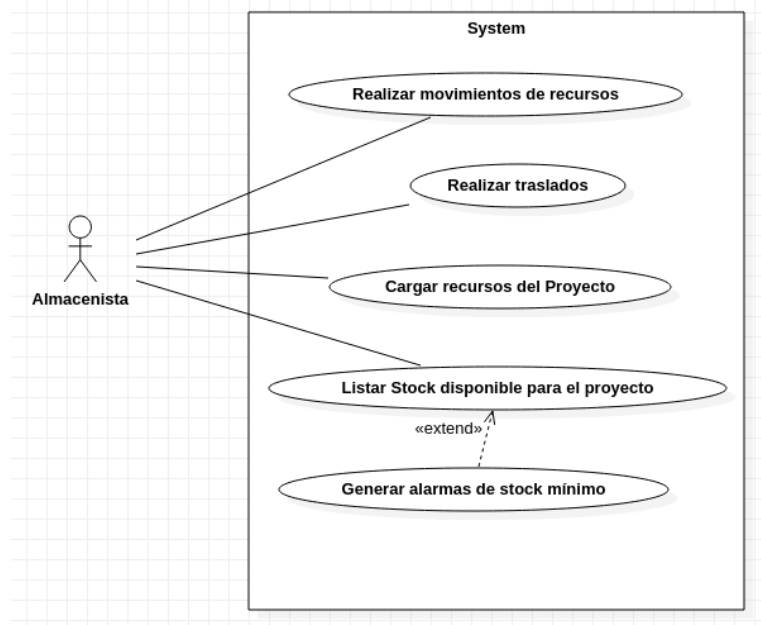 System
Realizar movimientos de recursos
Realizar traslados
Cargar recursos del Proyecto
Almacenista
Listar Stock disponible para el proyecto
«extend»
Generar alarmas de stock mínimo